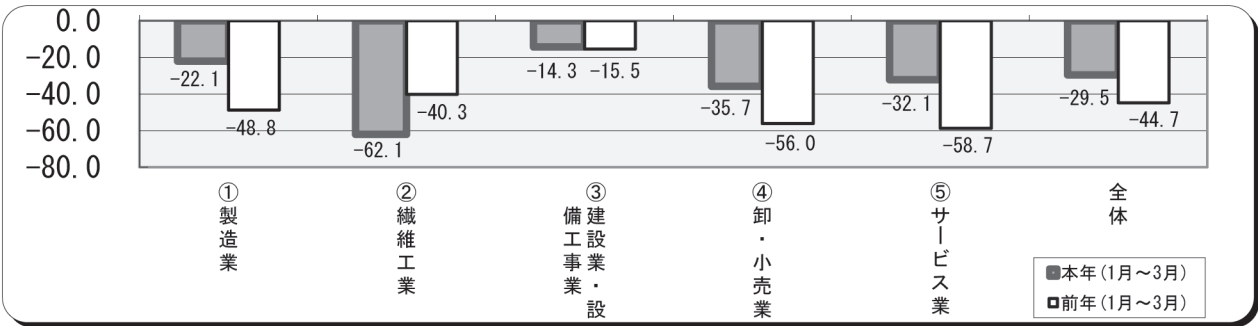 0.0
-20.0
-40.0
-60.0
-80.0
-22.1
-48.8
-62.1
-40.3
-14.3
-15.5
-35.7
-56.0
-32.1
-58.7
-29.5
-44.7
①製造業
②繊維工業
③建設業・設
備工事業
④卸・小売業
⑤サービス業
全体
本年(1月～3月)
前年(1月～3月)